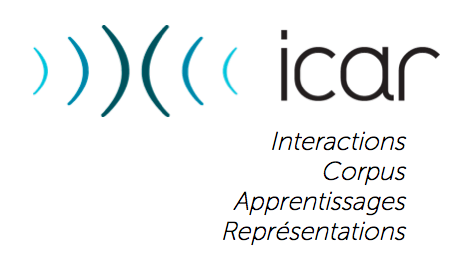 icar
Interactions
Corpus
Apprentissages
Représentations